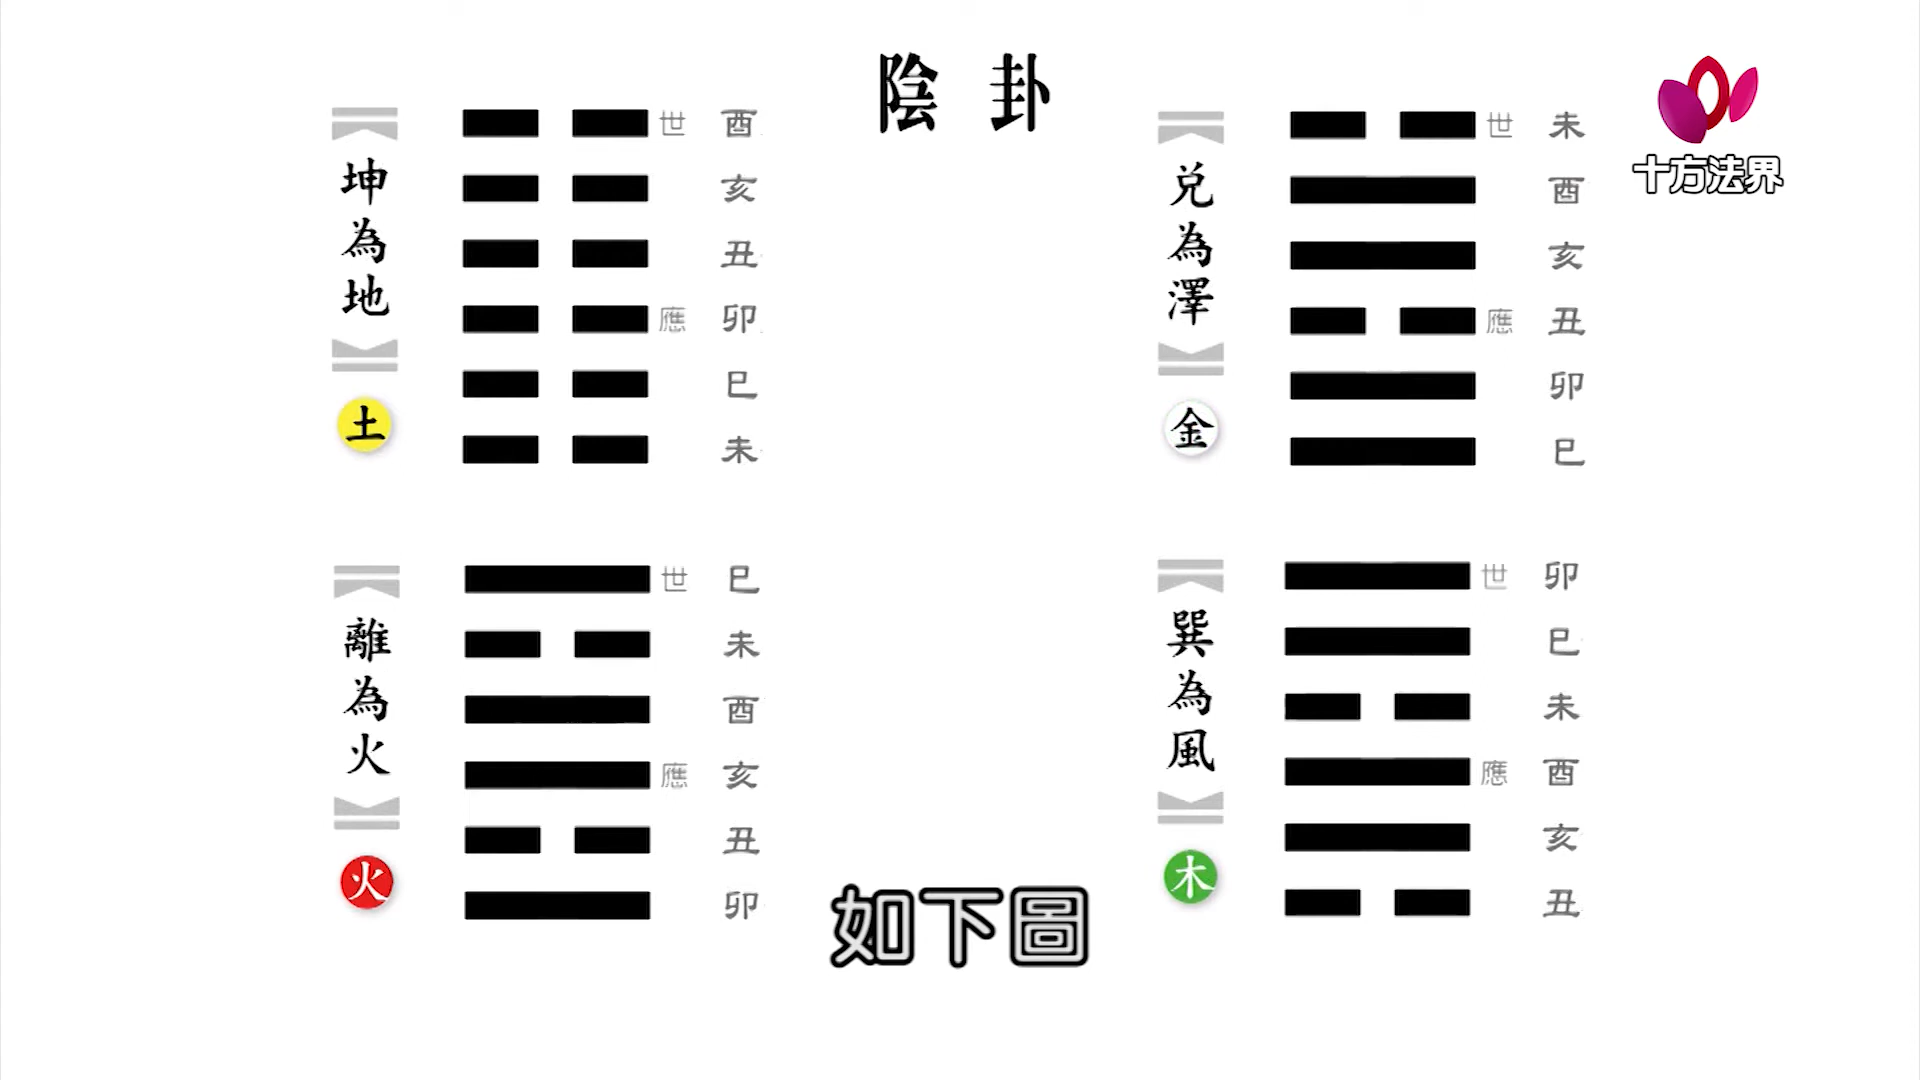 陰卦
十方法界
坤為地
土
世 酉
亥
丑
應 卯
巳
未
兌為澤
金
世 未
酉
亥
應 丑
卯
巳
離為火
火
世 巳
未
酉
應 亥
丑
卯
巽為風
木
世 卯
巳
未
應 酉
亥
丑
如下圖